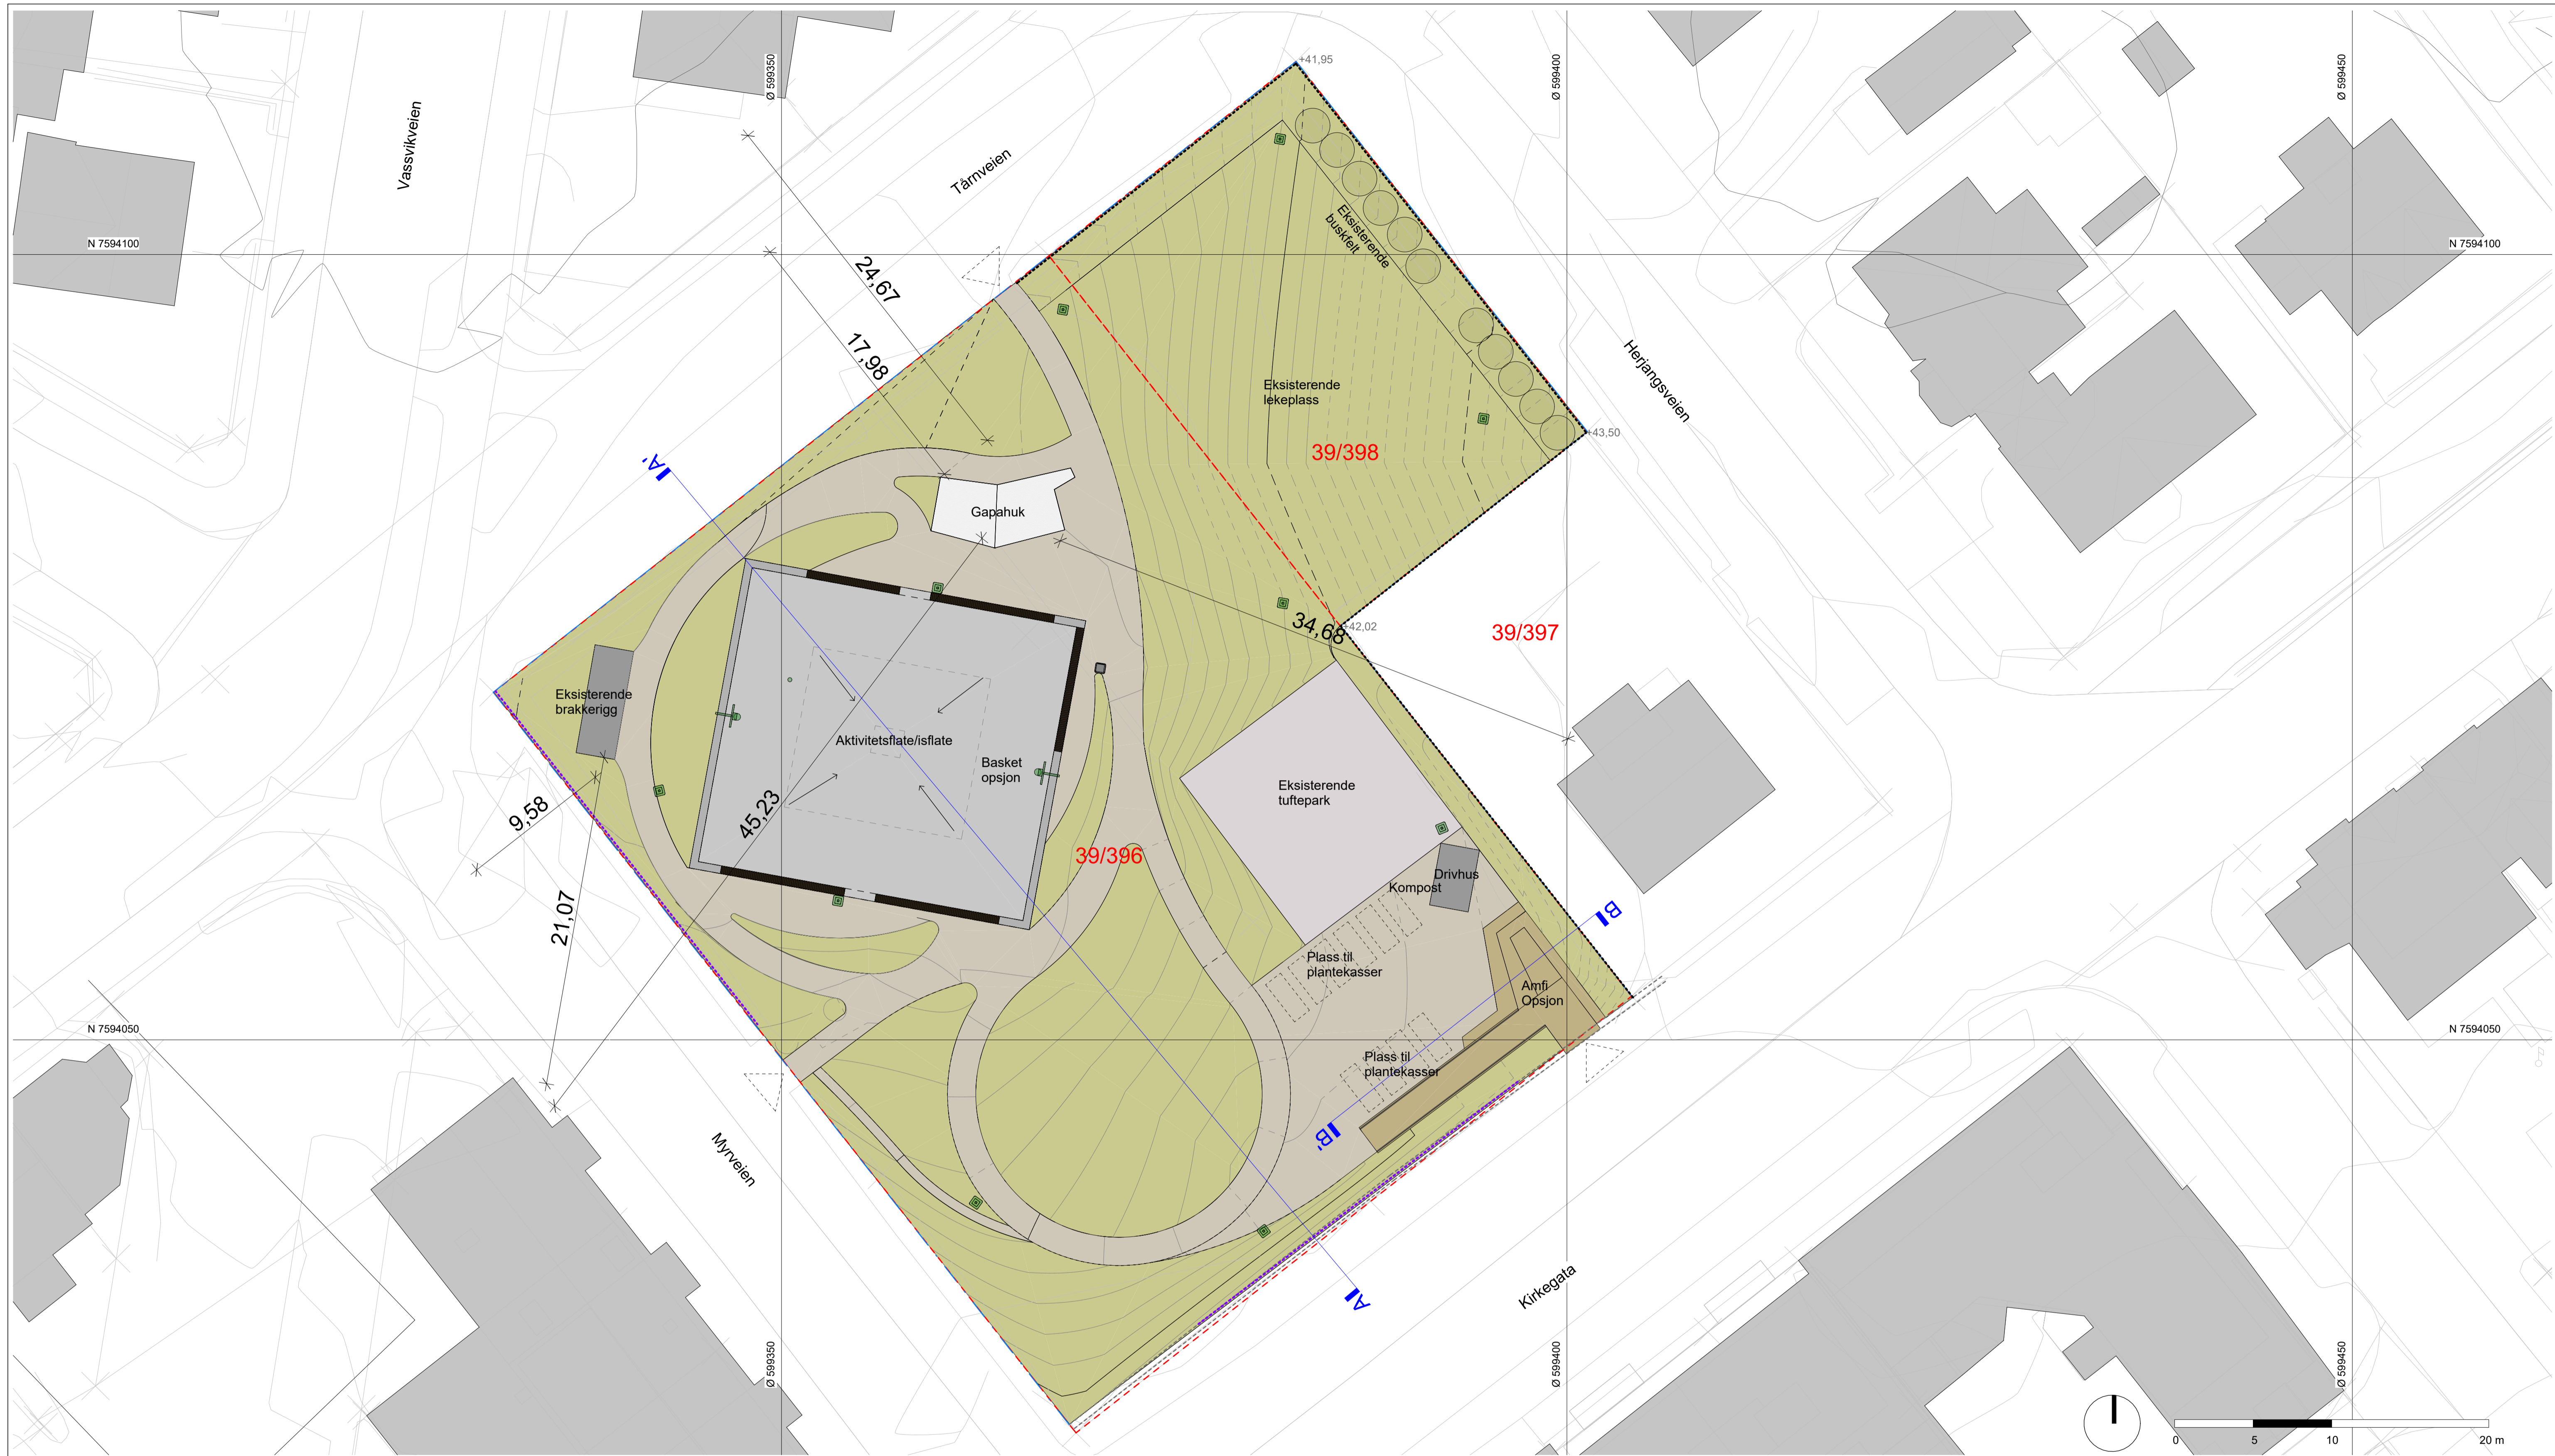 Ø 599350
Ø 599400
Ø 599450
+41,95
Vassvikveien
Tårnveien
N 7594100
N 7594100
Eksisterende
buskfelt
24,67
17,98
Herjangsveien
Eksisterende
lekeplass
+43,50
39/398
A'
Gapahuk
34,68
+42,02
39/397
Eksisterende
brakkerigg
Aktivitetsflate/isflate
Basket
opsjon
Eksisterende
tuftepark
9,58
45,23
39/396
Drivhus
Kompost
21,07
B
Plass til
plantekasser
Amfi
Opsjon
N 7594050
N 7594050
Plass til
plantekasser
B'
Myrveien
Kirkegata
A
Ø 599350
Ø 599400
Ø 599450
0 5 10 20 m